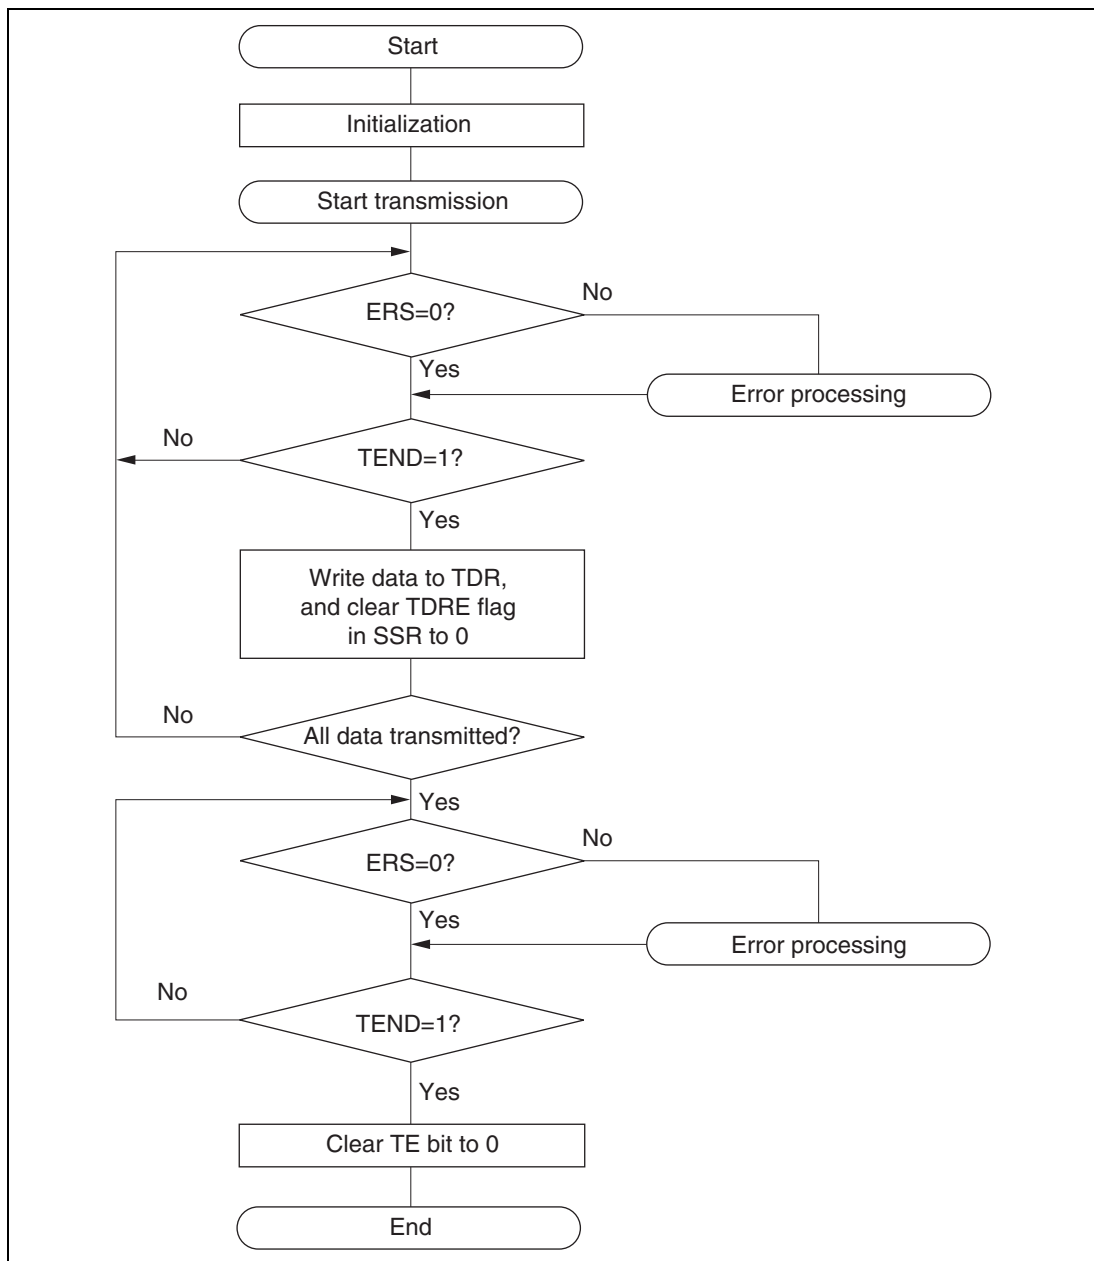 Start
Initialization
Start transmission
ERS=0?
No
Yes
Error processing
No
TEND=1?
Yes
Write data to TDR,
and clear TDRE flag
in SSR to 0
No
All data transmitted?
Yes
ERS=0?
No
Yes
Error processing
No
TEND=1?
Yes
Clear TE bit to 0
End